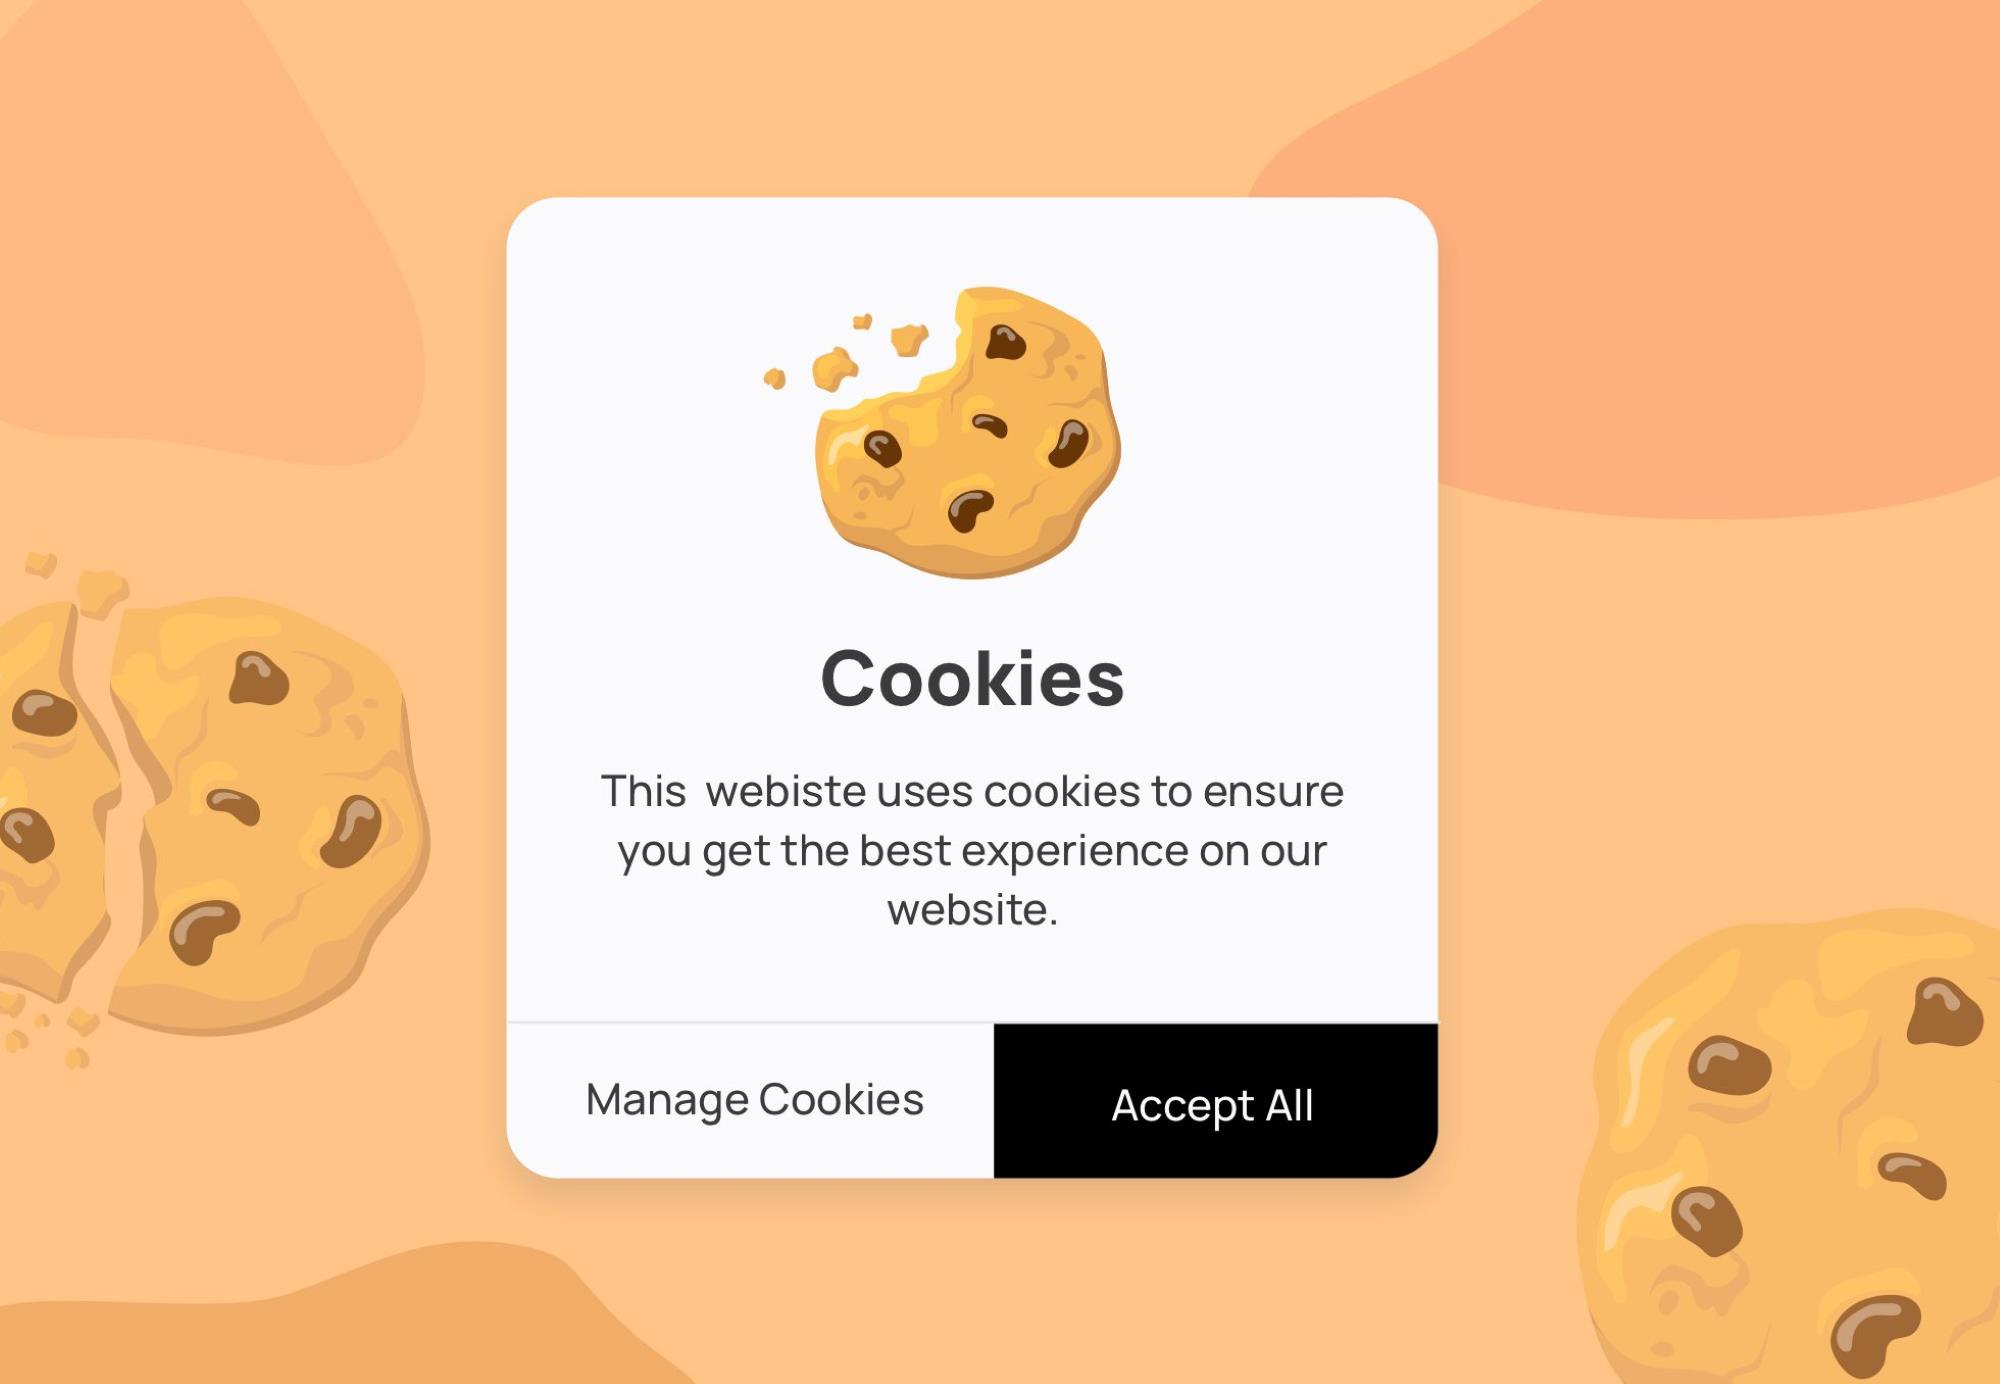 Cookies
This  webiste uses cookies to ensure
you get the best experience on our
website.
Manage Cookies
Accept All